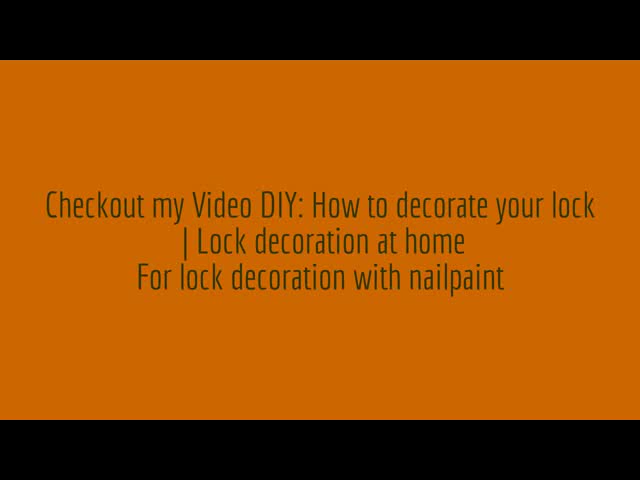 Checkout my Video DIY: How to decorate your lock
| Lock decoration at home
For lock decoration with nailpaint